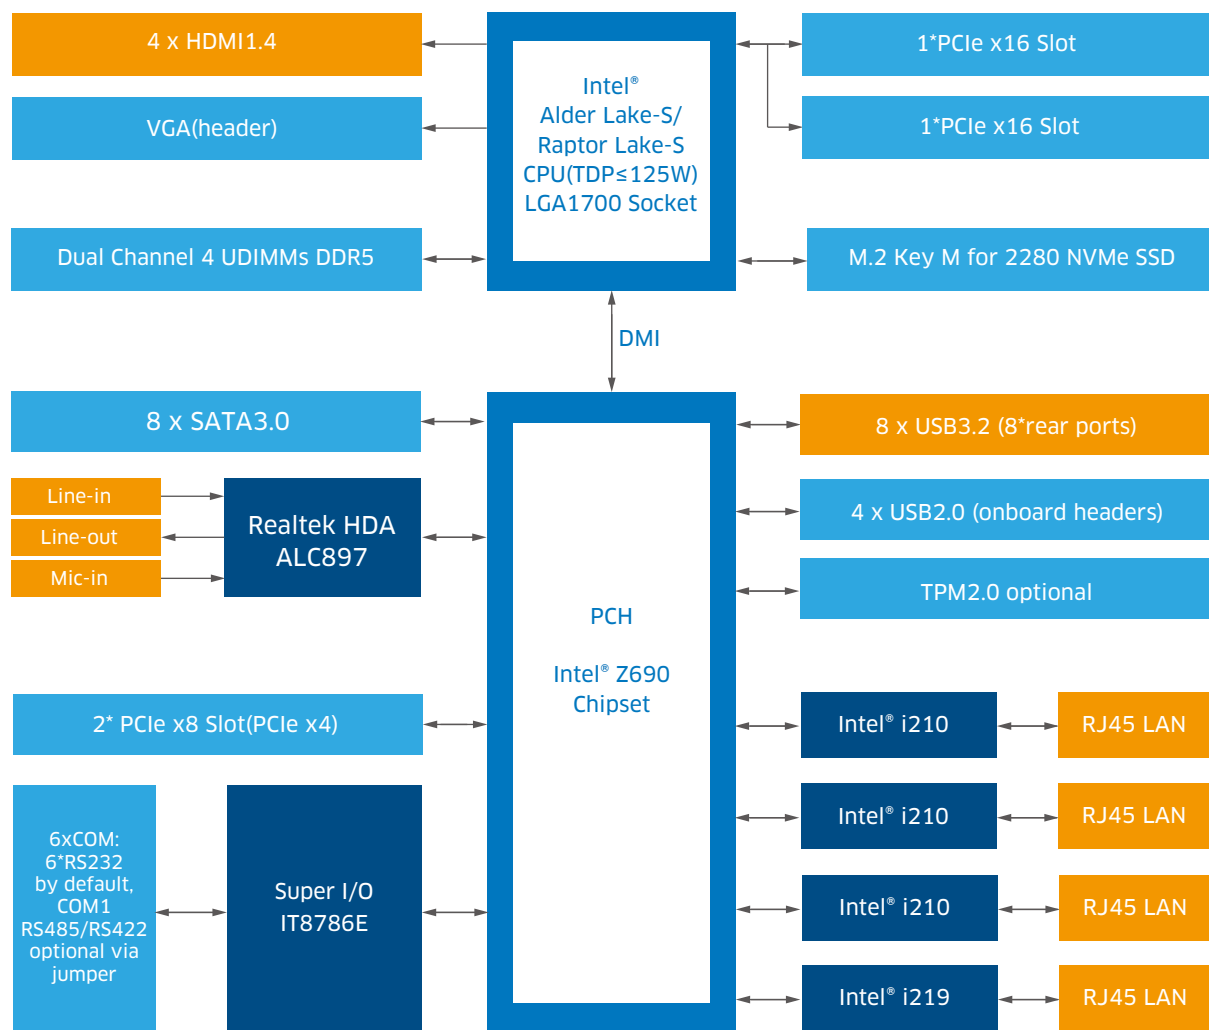 4 x HDMI1.4
VGA(header)
Dual Channel 4 UDIMMs DDR5
Intel®
Alder Lake-S/
Raptor Lake-S
CPU(TDP≤125W)
LGA1700 Socket
1*PCIe x16 Slot
1*PCIe x16 Slot
M.2 Key M for 2280 NVMe SSD
DMI
8 x SATA3.0
Line-in
Line-out
Mic-in
Realtek HDA
ALC897
2* PCIe x8 Slot(PCIe x4)
6xCOM:
6*RS232
by default,
COM1
RS485/RS422
optional via
jumper
Super I/O
IT8786E
PCH
Intel® Z690
Chipset
8 x USB3.2 (8*rear ports)
4 x USB2.0 (onboard headers)
TPM2.0 optional
Intel® i210
RJ45 LAN
Intel® i210
RJ45 LAN
Intel® i210
RJ45 LAN
Intel® i219
RJ45 LAN